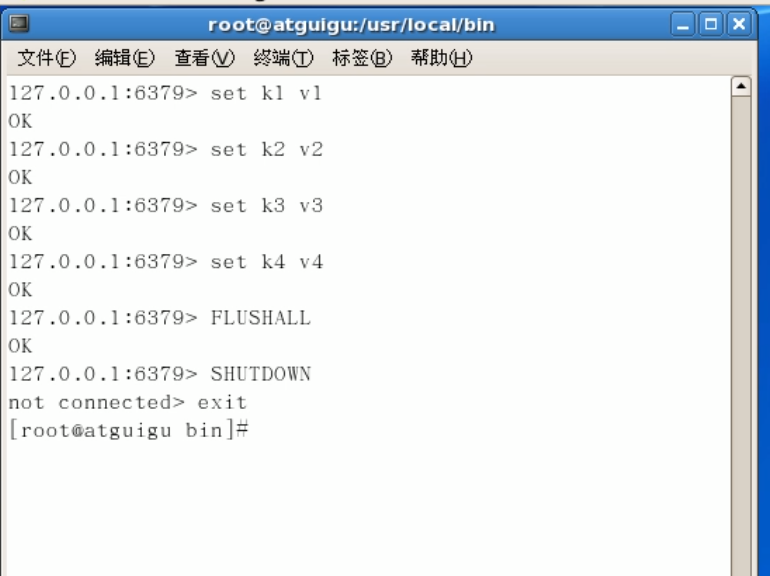 root@atguigu:/usr/local/bin
文件(F) 编辑(E) 查看(V) 终端(T) 标签(B) 帮助(H)
127.0.0.1:6379> set k1 v1
OK
127.0.0.1:6379> set k2 v2
OK
127.0.0.1:6379> set k3 v3
OK
127.0.0.1:6379> set k4 v4
OK
127.0.0.1:6379> FLUSHALL
OK
127.0.0.1:6379> SHUTDOWN
not connected> exit
[root@atguigu bin]#